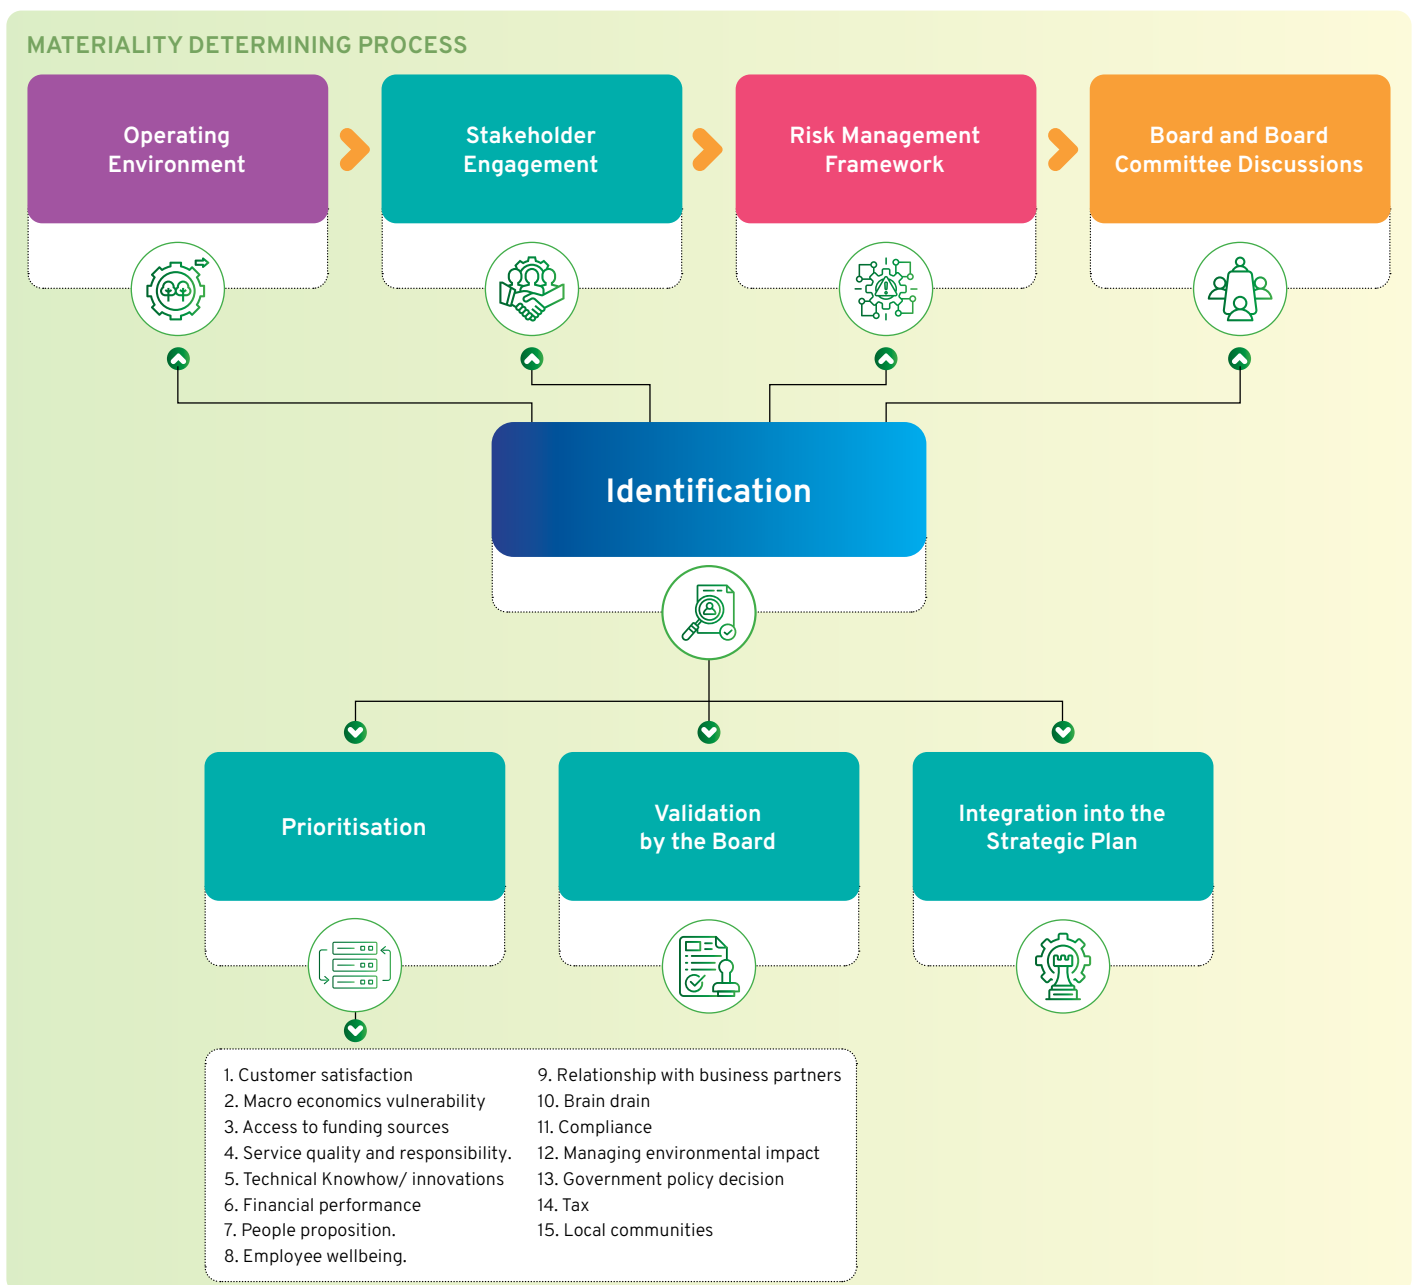 MATERIALITY DETERMINING PROCESS
Operating
Environment
Stakeholder
Engagement
Risk Management
Framework
Board and Board
Committee Discussions
Identification
Prioritisation
Validation
by the Board
Integration into the
Strategic Plan
1. Customer satisfaction
2. Macro economics vulnerability
3. Access to funding sources
4. Service quality and responsibility.
5. Technical Knowhow/ innovations
6. Financial performance
7. People proposition.
8. Employee wellbeing.
9. Relationship with business partners
10. Brain drain
11. Compliance
12. Managing environmental impact
13. Government policy decision
14. Tax
15. Local communities